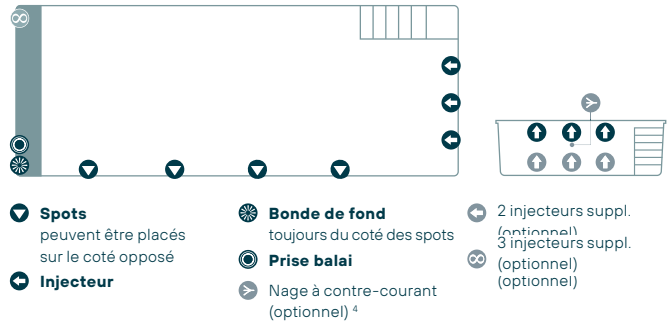 Spots
peuvent être placés
sur le coté opposé
Injecteur
Bonde de fond
toujours du coté des spots
Prise balai
Nage à contre-courant
(optionnel) 4
2 injecteurs suppl.
(optionnel)
3 injecteurs suppl.
(optionnel)
(optionnel)